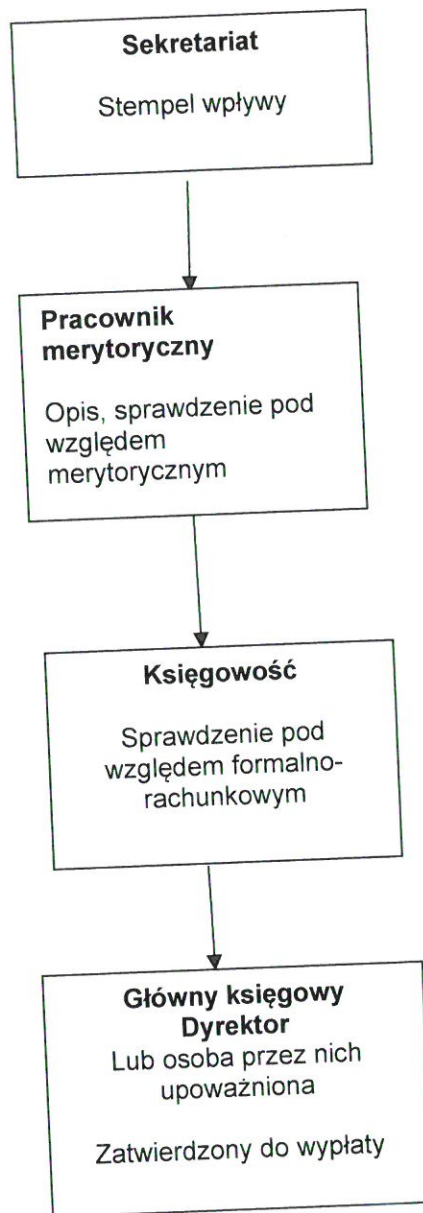 Sekretariat
Stempel wpływy
Pracownik
merytoryczny
Opis, sprawdzenie pod
względem
merytorycznym
Księgowość
Sprawdzenie pod
względem formalno-
rachunkowym
Główny księgowy
Dyrektor
Lub osoba przez nich
upoważniona
Zatwierdzony do wypłaty